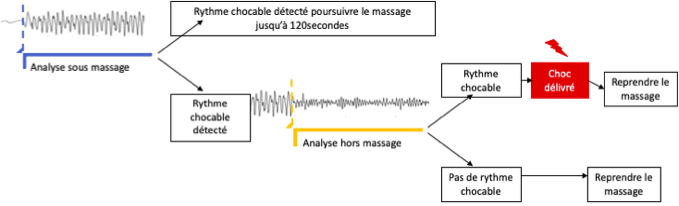 Rythme chocable détecté poursuivre le massage
jusqu'à 120secondes
Analyse sous massage
Rythme
chocable
détecté
Analyse hors massage
Rythme
chocable
Choc
délivré
Reprendre le
massage
Pas de rythme
chocable
Reprendre le
massage